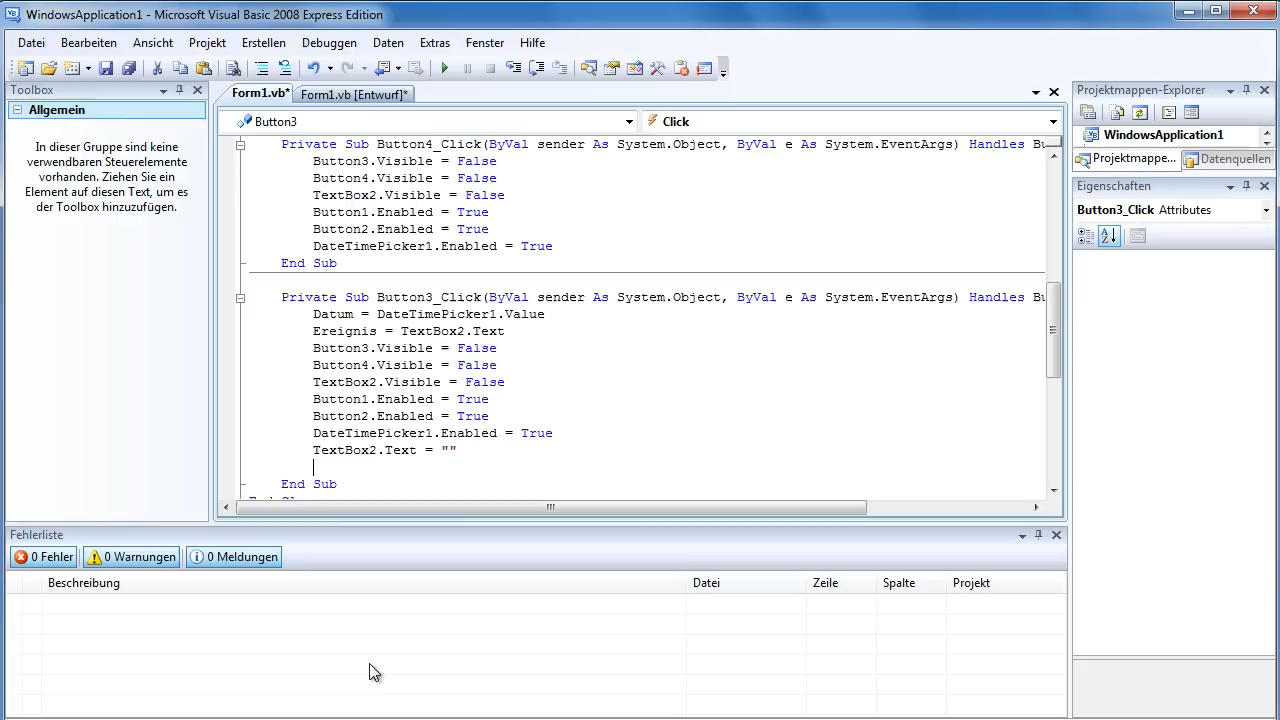 WindowsApplication1 - Microsoft Visual Basic 2008 Express Edition
Datei Bearbeiten Ansicht Projekt Erstellen Debuggen Daten Extras Fenster Hilfe
Toolbox
Allgemein
In dieser Gruppe sind keine
verwendbaren Steuerelemente
vorhanden. Ziehen Sie ein
Element auf diesen Text, um es
der Toolbox hinzuzufügen.
Form1.vb* Form1.vb [Entwurf]*
Button3 Click
Private Sub Button4_Click(ByVal sender As System.Object, ByVal e As System.EventArgs) Handles Bu
Button3.Visible = False
Button4.Visible = False
TextBox2.Visible = False
Button1.Enabled = True
Button2.Enabled = True
DateTimePicker1.Enabled = True
End Sub
Private Sub Button3_Click(ByVal sender As System.Object, ByVal e As System.EventArgs) Handles Bu
Datum = DateTimePicker1.Value
Ereignis = TextBox2.Text
Button3.Visible = False
Button4.Visible = False
TextBox2.Visible = False
Button1.Enabled = True
Button2.Enabled = True
DateTimePicker1.Enabled = True
TextBox2.Text = ""
End Sub
Projektmappen-Explorer
WindowsApplication1
Projektmappe... Datenquellen
Eigenschaften
Button3_Click Attributes
Fehlerliste
0 Fehler 0 Warnungen 0 Meldungen
Beschreibung Datei Zeile Spalte Projekt